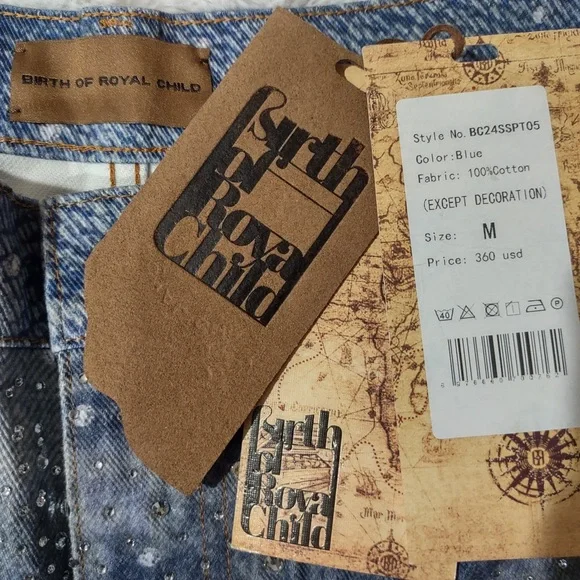 BIRTH OF ROYAL CHILD
Birth
of
Royal
Child
Style No. BC24SSPT05
Color:Blue
Fabric: 100%Cotton
(EXCEPT DECORATION)
Size: M
Price: 360 usd
40
P
Birth
of
Royal
Child